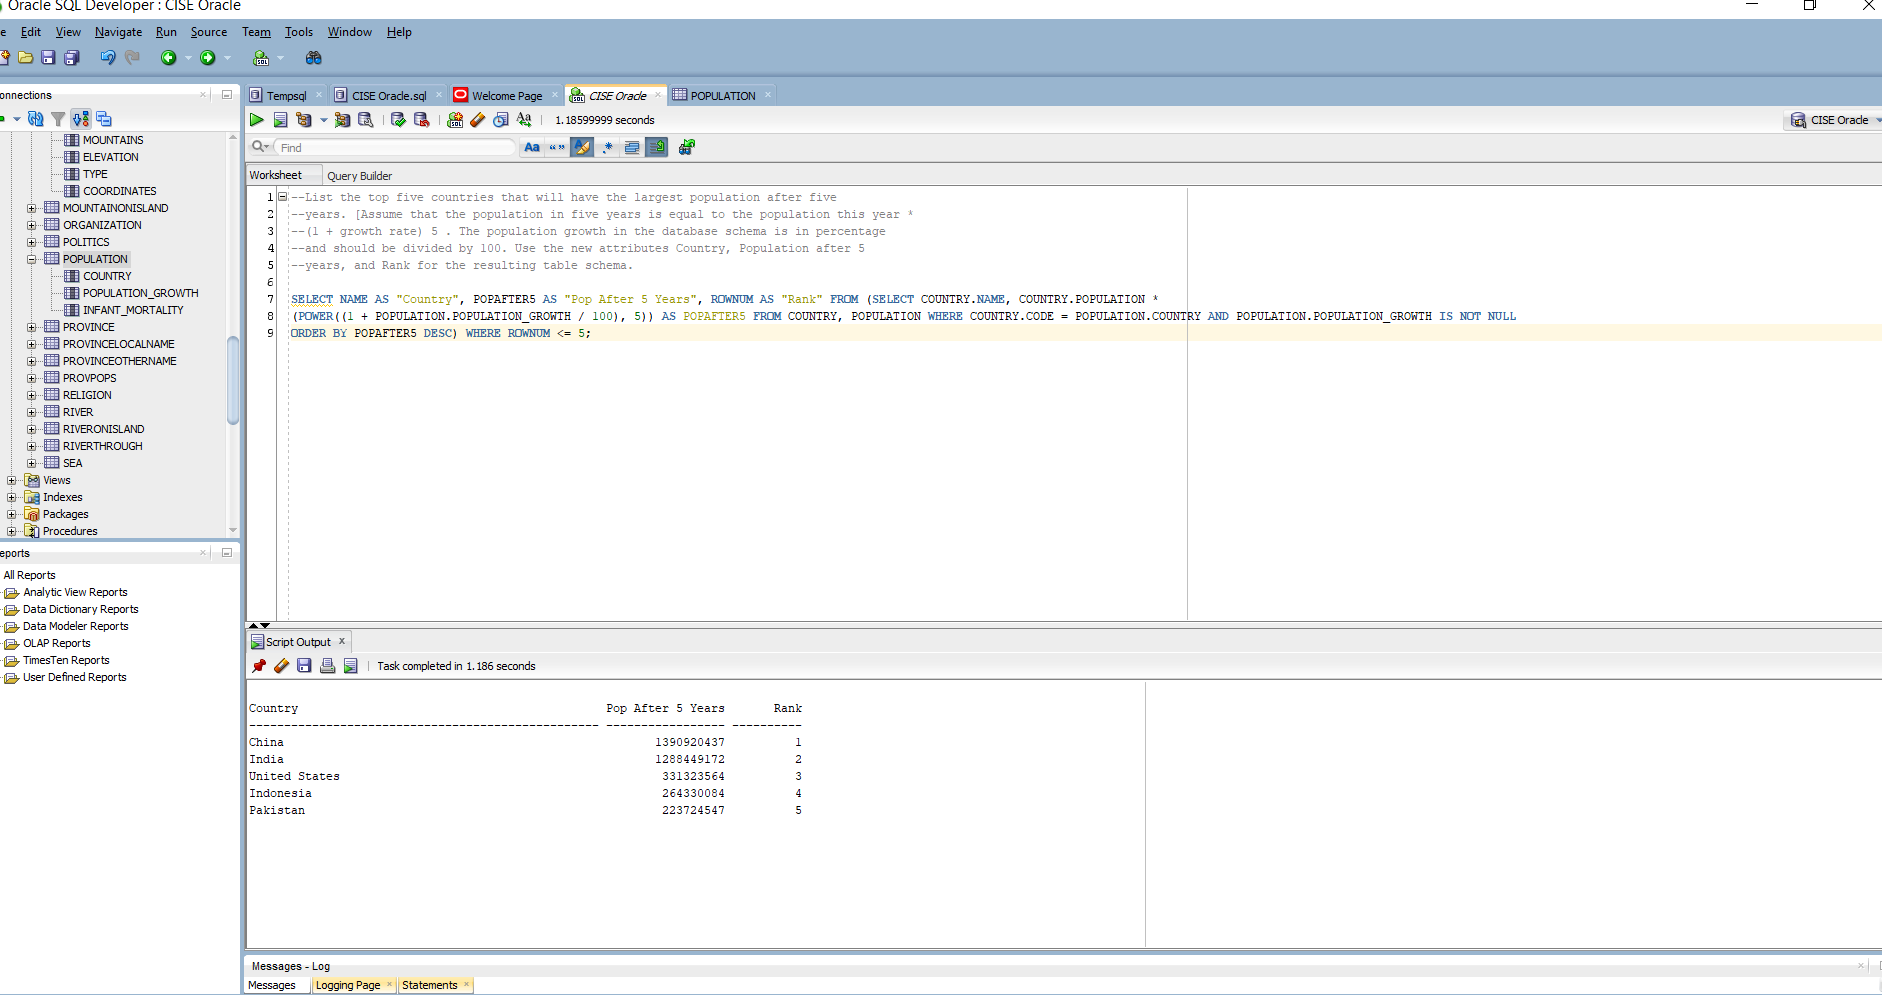 Oracle SQL Developer : CISE Oracle
e Edit View Navigate Run Source Team Tools Window Help
onnections
MOUNTAINS
ELEVATION
TYPE
COORDINATES
MOUNTAINONISLAND
ORGANIZATION
POLITICS
POPULATION
COUNTRY
POPULATION_GROWTH
INFANT_MORTALITY
PROVINCE
PROVINCELOCALNAME
PROVINCEOTHERNAME
PROVPOPS
RELIGION
RIVER
RIVERONISLAND
RIVERTHROUGH
SEA
Views
Indexes
Packages
Procedures
eports
All Reports
Analytic View Reports
Data Dictionary Reports
Data Modeler Reports
OLAP Reports
TimesTen Reports
User Defined Reports
Tempsql CISE Oracle.sql Welcome Page CISE Oracle POPULATION
1.18599999 seconds CISE Oracle
Find Aa “ ” .*
Worksheet Query Builder
1 --List the top five countries that will have the largest population after five
2 --years. [Assume that the population in five years is equal to the population this year *
3 --(1 + growth rate) 5 . The population growth in the database schema is in percentage
4 --and should be divided by 100. Use the new attributes Country, Population after 5
5 --years, and Rank for the resulting table schema.
6
7 SELECT NAME AS "Country", POPAFTER5 AS "Pop After 5 Years", ROWNUM AS "Rank" FROM (SELECT COUNTRY.NAME, COUNTRY.POPULATION *
8 (POWER((1 + POPULATION.POPULATION_GROWTH / 100), 5)) AS POPAFTER5 FROM COUNTRY, POPULATION WHERE COUNTRY.CODE = POPULATION.COUNTRY AND POPULATION.POPULATION_GROWTH IS NOT NULL
9 ORDER BY POPAFTER5 DESC) WHERE ROWNUM <= 5;
Script Output x
Task completed in 1.186 seconds
Country Pop After 5 Years Rank
-------------------------------------------------- ----------------- ----------
China 1390920437 1
India 1288449172 2
United States 331323564 3
Indonesia 264330084 4
Pakistan 223724547 5
Messages - Log
Messages Logging Page Statements